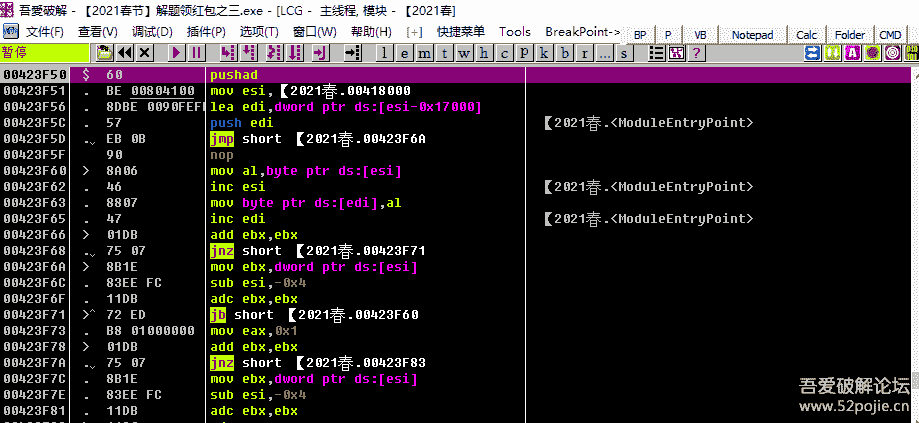 吾爱破解 - 【2021春节】解题领红包之三.exe - [LCG - 主线程, 模块 - 【2021春]
文件(F) 查看(V) 调试(D) 插件(P) 选项(T) 窗口(W) 帮助(H) [+] 快捷菜单 Tools BreakPoint-> BP P VB Notepad Calc Folder CMD
暂停 l e m t w h c p k b r ... s ?
00423F50 $ 60 pushad
00423F51 . BE 00804100 mov esi,【2021春.00418000
00423F56 . 8DBE 0090FEFF lea edi,dword ptr ds:[esi-0x17000]
00423F5C . 57 push edi 【2021春.<ModuleEntryPoint>
00423F5D . EB 0B jmp short 【2021春.00423F6A
00423F5F 90 nop
00423F60 > 8A06 mov al,byte ptr ds:[esi]
00423F62 . 46 inc esi 【2021春.<ModuleEntryPoint>
00423F63 . 8807 mov byte ptr ds:[edi],al
00423F65 . 47 inc edi 【2021春.<ModuleEntryPoint>
00423F66 > 01DB add ebx,ebx
00423F68 . 75 07 jnz short 【2021春.00423F71
00423F6A > 8B1E mov ebx,dword ptr ds:[esi]
00423F6C . 83EE FC sub esi,-0x4
00423F6F . 11DB adc ebx,ebx
00423F71 >^ 72 ED jb short 【2021春.00423F60
00423F73 . B8 01000000 mov eax,0x1
00423F78 > 01DB add ebx,ebx
00423F7A . 75 07 jnz short 【2021春.00423F83
00423F7C . 8B1E mov ebx,dword ptr ds:[esi]
00423F7E . 83EE FC sub esi,-0x4
00423F81 . 11DB adc ebx,ebx
吾爱破解论坛
www.52pojie.cn